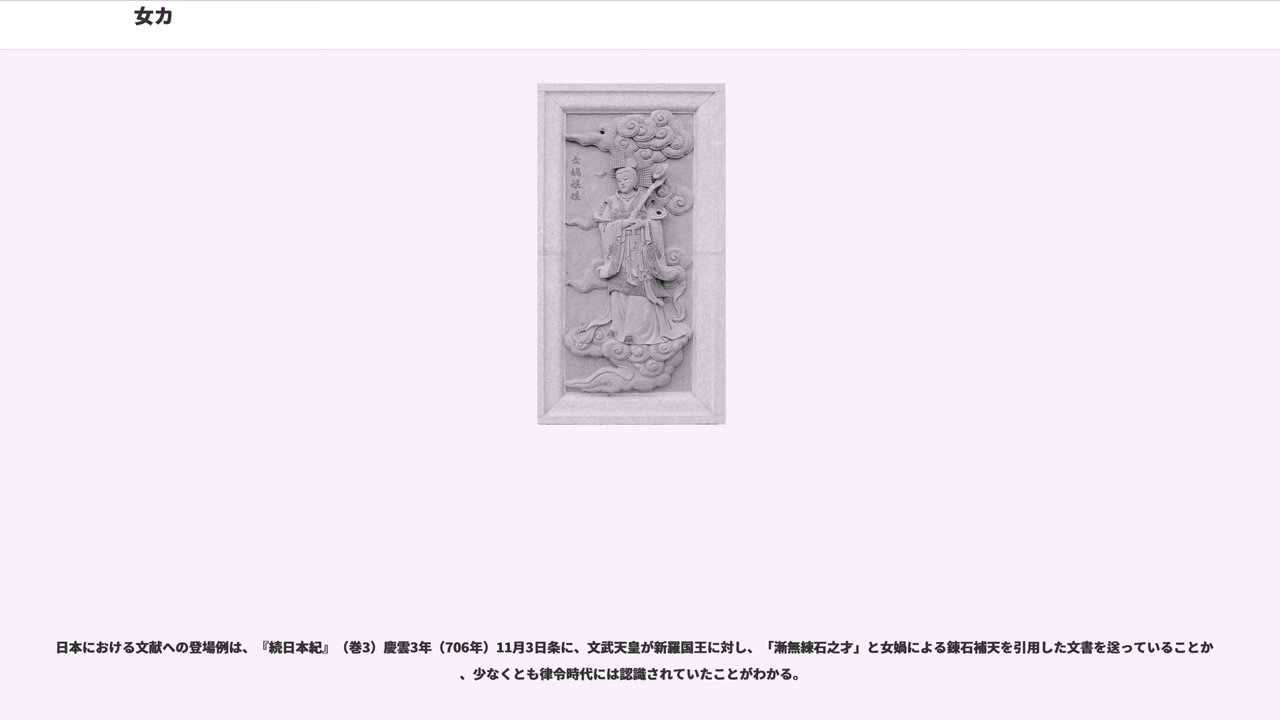 女カ
女媧娘娘
日本における文献への登場例は、『続日本紀』（巻3）慶雲3年（706年）11月3日条に、文武天皇が新羅国王に対し、「漸無練石之才」と女媧による錬石補天を引用した文書を送っていることか
、少なくとも律令時代には認識されていたことがわかる。